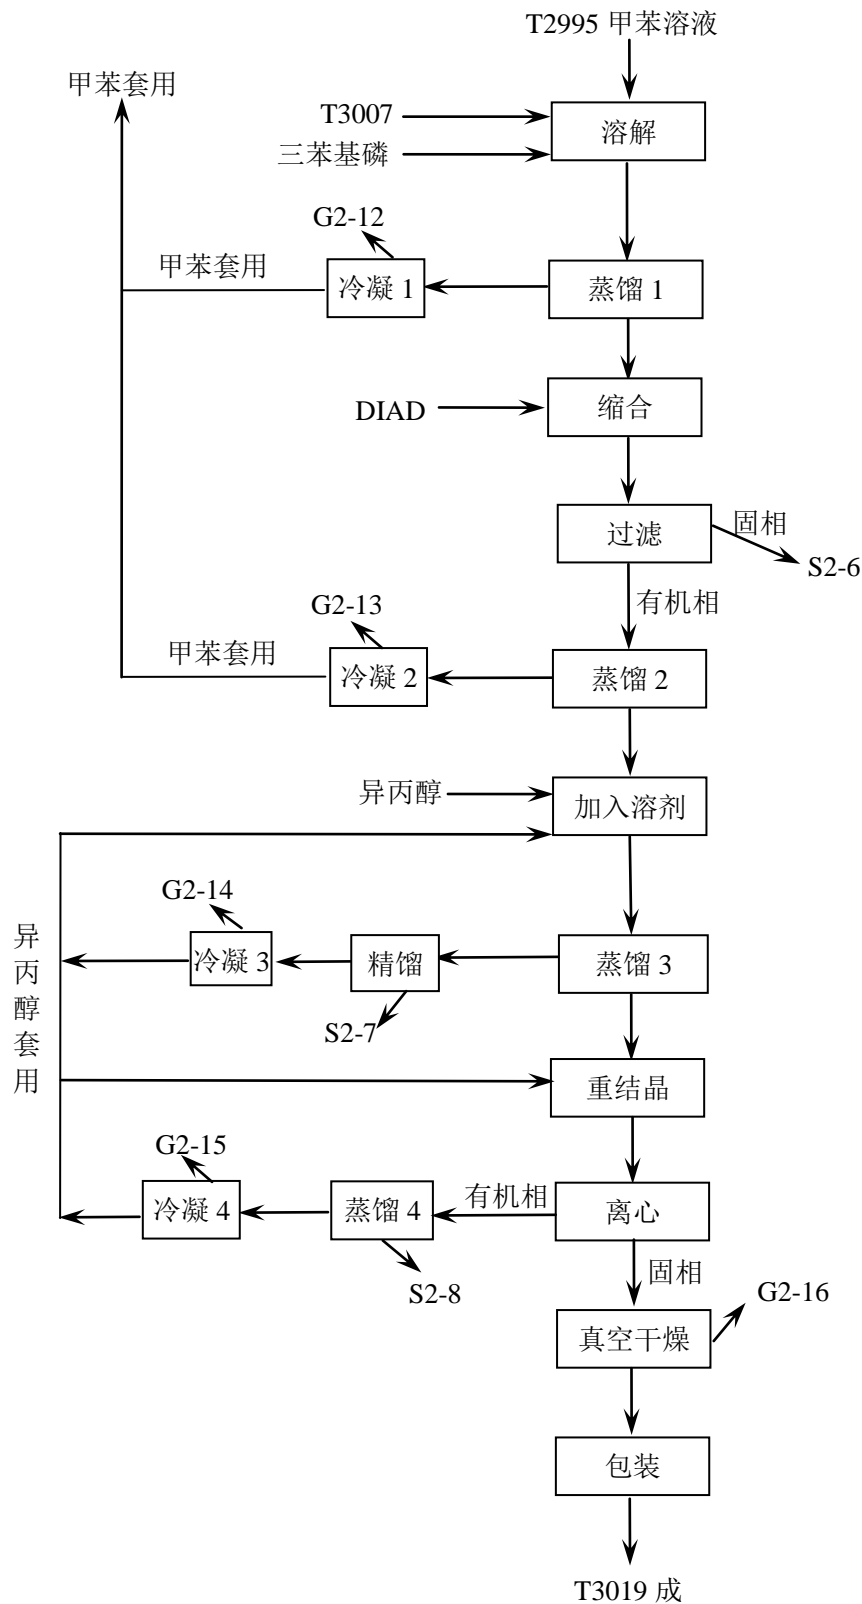 T2995 甲苯溶液
甲苯套用
T3007
三苯基磷
溶解
G2-12
甲苯套用
冷凝 1
蒸馏 1
DIAD
缩合
过滤
固相
S2-6
有机相
G2-13
甲苯套用
冷凝 2
蒸馏 2
异丙醇
加入溶剂
G2-14
异丙醇套用
冷凝 3
精馏
蒸馏 3
S2-7
重结晶
G2-15
冷凝 4
蒸馏 4
有机相
离心
S2-8
固相
G2-16
真空干燥
包装
T3019 成